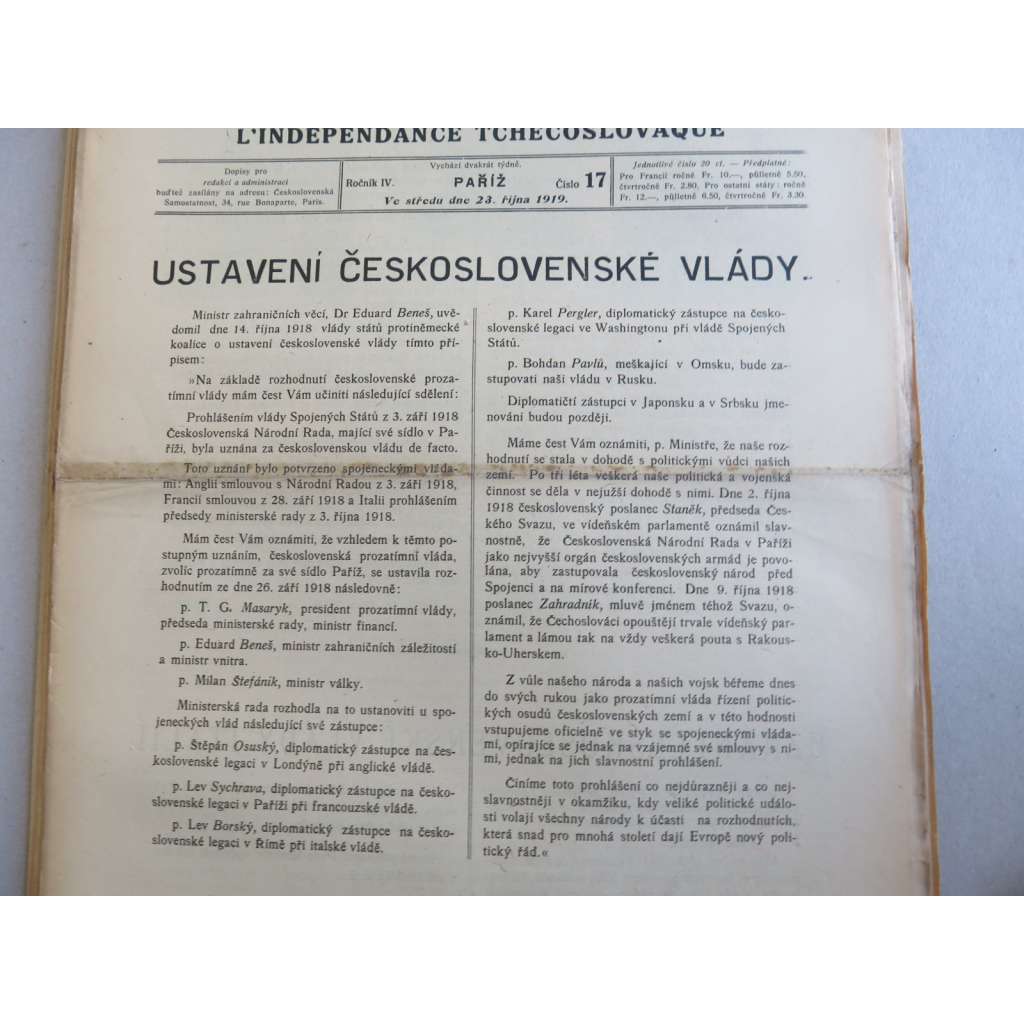 L'INDÉPENDANCE TCHÉCOSLOVAQUE
Dopisy pro
redakci a administraci
buďtež zasílány na adresu: Československá
Samostatnost, 34, rue Bonaparte, Paris.
Vychází dvakrát týdně.
Ročník IV. PAŘÍŽ Číslo 17
Ve středu dne 23. října 1919.
Jednotlivé číslo 20 ct. — Předplatné:
Pro Francii ročně Fr. 10.—, půlletně 5.50,
čtvrtročně Fr. 2.80, Pro ostatní státy: ročně
Fr. 12.—, půlletně 6.50, čtvrtročně Fr. 3.30.
USTAVENÍ ČESKOSLOVENSKÉ VLÁDY.
Ministr zahraničních věcí, Dr Eduard Beneš, uvě-
domil dne 14. října 1918 vlády států protiněmecké
koalice o ustavení československé vlády tímto pří-
pisem:
»Na základě rozhodnutí československé proza-
tímní vlády mám čest Vám učiniti následující sdělení:
Prohlášením vlády Spojených Států z 3. září 1918
Československá Národní Rada, mající své sídlo v Pa-
říži, byla uznána za československou vládu de facto.
Toto uznání bylo potvrzeno spojeneckými vláda-
mi: Anglií smlouvou s Národní Radou z 3. září 1918,
Francií smlouvou z 28. září 1918 a Italii prohlášením
předsedy ministerské rady z 3. října 1918.
Mám čest Vám oznámiti, že vzhledem k těmto po-
stupným uznáním, československá prozatímní vláda,
zvolíc prozatímně za své sídlo Paříž, se ustavila roz-
hodnutím ze dne 26. září 1918 následovně:
p. T. G. Masaryk, president prozatímní vlády,
předseda ministerské rady, ministr financí.
p. Eduard Beneš, ministr zahraničních záležitostí
a ministr vnitra.
p. Milan Štefánik, ministr války.
Ministerská rada rozhodla na to ustanoviti u spo-
jeneckých vlád následující své zástupce:
p. Štěpán Osuský, diplomatický zástupce na čes-
koslovenské legaci v Londýně při anglické vládě.
p. Lev Sychrava, diplomatický zástupce na česko-
slovenské legaci v Paříži při francouzské vládě.
p. Lev Borský, diplomatický zástupce na česko-
slovenské legaci v Římě při italské vládě.
p. Karel Pergler, diplomatický zástupce na česko-
slovenské legaci ve Washingtonu při vládě Spojených
Států.
p. Bohdan Pavlů, meškající v Omsku, bude za-
stupovati naši vládu v Rusku.
Diplomatičtí zástupci v Japonsku a v Srbsku jme-
nováni budou později.
Máme čest Vám oznámiti, p. Ministře, že naše roz-
hodnutí se stala v dohodě s politickými vůdci našich
zemí. Po tři léta veškerá naše politická a vojenská
činnost se děla v nejužší dohodě s nimi. Dne 2. října
1918 československý poslanec Staněk, předseda Čes-
kého Svazu, ve vídeňském parlamentě oznámil slav-
nostně, že Československá Národní Rada v Paříži
jako nejvyšší orgán československých armád je povo-
lána, aby zastupovala československý národ před
Spojenci a na mírové konferenci. Dne 9. října 1918
poslanec Zahradník, mluvě jménem téhož Svazu, o-
známil, že Čechoslováci opouštějí trvale vídeňský par-
lament a lámou tak na vždy veškerá pouta s Rakous-
ko-Uherskem.
Z vůle našeho národa a našich vojsk béřeme dnes
do svých rukou jako prozatímní vláda řízení politic-
kých osudů československých zemí a v této hodnosti
vstupujeme oficielně ve styk se spojeneckými vláda-
mi, opírajíce se jednak na vzájemné své smlouvy s ni-
mi, jednak na jich slavnostní prohlášení.
Číníme toto prohlášení co nejdůrazněji a co nej-
slavnostněji v okamžiku, kdy veliké politické událo-
sti volají všechny národy k účasti na rozhodnutích,
která snad pro mnohá století dají Evropě nový poli-
tický řád.«